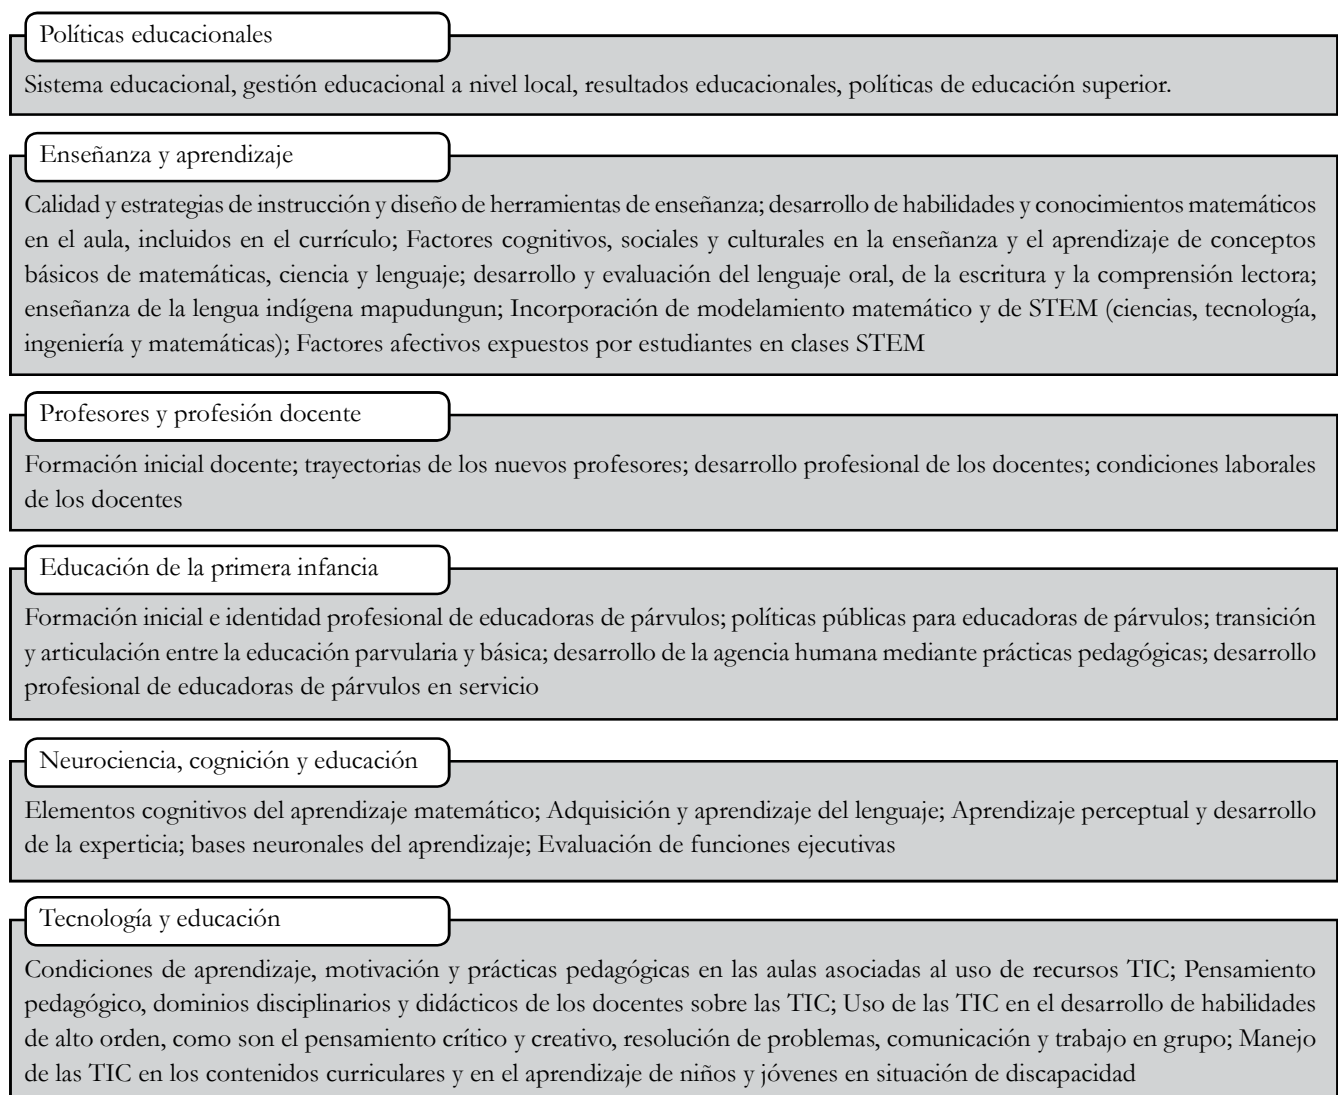 Políticas educacionales
Sistema educacional, gestión educacional a nivel local, resultados educacionales, políticas de educación superior.
Enseñanza y aprendizaje
Calidad y estrategias de instrucción y diseño de herramientas de enseñanza; desarrollo de habilidades y conocimientos matemáticos
en el aula, incluidos en el currículo; Factores cognitivos, sociales y culturales en la enseñanza y el aprendizaje de conceptos
básicos de matemáticas, ciencia y lenguaje; desarrollo y evaluación del lenguaje oral, de la escritura y la comprensión lectora;
enseñanza de la lengua indígena mapudungun; Incorporación de modelamiento matemático y de STEM (ciencias, tecnología,
ingeniería y matemáticas); Factores afectivos expuestos por estudiantes en clases STEM
Profesores y profesión docente
Formación inicial docente; trayectorias de los nuevos profesores; desarrollo profesional de los docentes; condiciones laborales
de los docentes
Educación de la primera infancia
Formación inicial e identidad profesional de educadoras de párvulos; políticas públicas para educadoras de párvulos; transición
y articulación entre la educación parvularia y básica; desarrollo de la agencia humana mediante prácticas pedagógicas; desarrollo
profesional de educadoras de párvulos en servicio
Neurociencia, cognición y educación
Elementos cognitivos del aprendizaje matemático; Adquisición y aprendizaje del lenguaje; Aprendizaje perceptual y desarrollo
de la experticia; bases neuronales del aprendizaje; Evaluación de funciones ejecutivas
Tecnología y educación
Condiciones de aprendizaje, motivación y prácticas pedagógicas en las aulas asociadas al uso de recursos TIC; Pensamiento
pedagógico, dominios disciplinarios y didácticos de los docentes sobre las TIC; Uso de las TIC en el desarrollo de habilidades
de alto orden, como son el pensamiento crítico y creativo, resolución de problemas, comunicación y trabajo en grupo; Manejo
de las TIC en los contenidos curriculares y en el aprendizaje de niños y jóvenes en situación de discapacidad